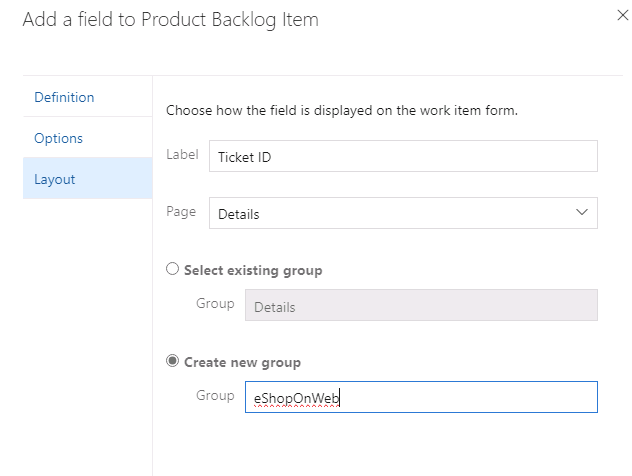 Add a field to Product Backlog Item
Definition
Options
Layout
Choose how the field is displayed on the work item form.
Label Ticket ID
Page Details
Select existing group
Group Details
Create new group
Group eShopOnWeb